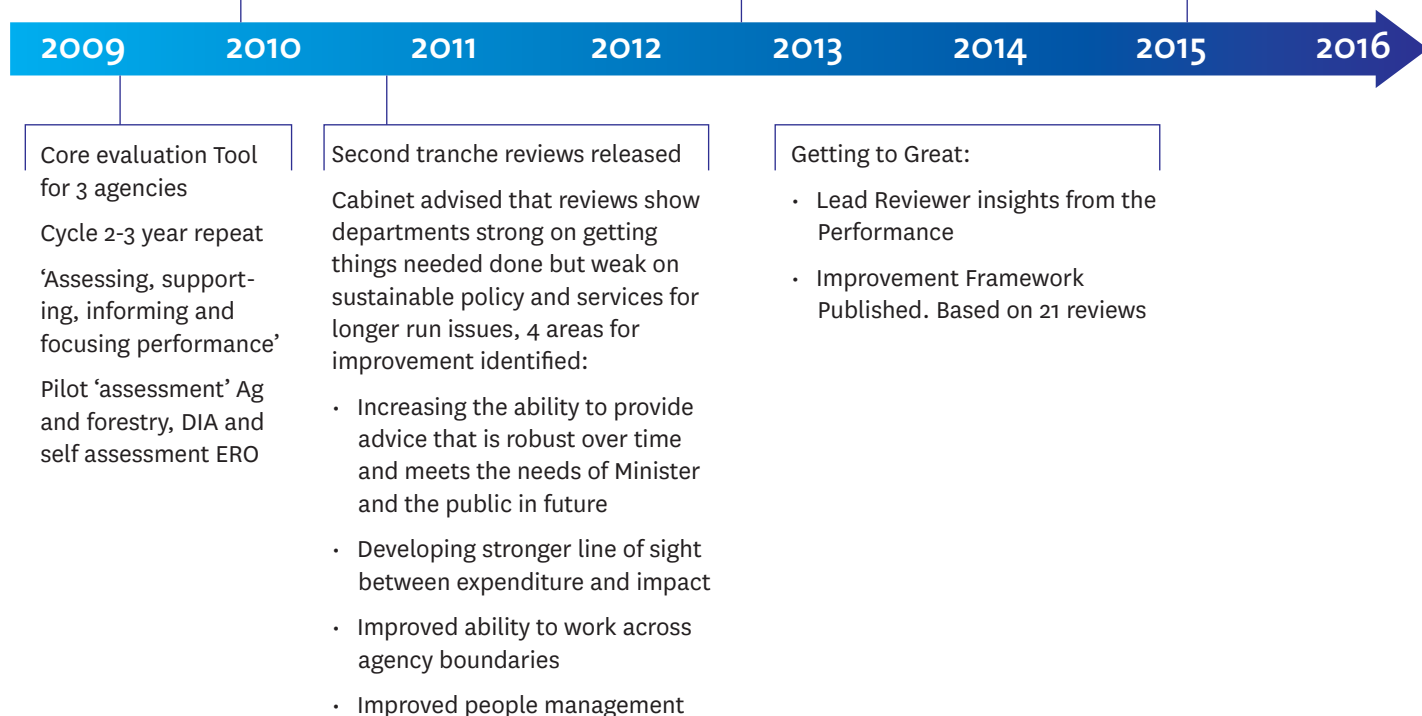 2009 2010 2011 2012 2013 2014 2015 2016
Core evaluation Tool
for 3 agencies
Cycle 2-3 year repeat
‘Assessing, support-
ing, informing and
focusing performance’
Pilot ‘assessment’ Ag
and forestry, DIA and
self assessment ERO
Second tranche reviews released
Cabinet advised that reviews show
departments strong on getting
things needed done but weak on
sustainable policy and services for
longer run issues, 4 areas for
improvement identified:
• Increasing the ability to provide
advice that is robust over time
and meets the needs of Minister
and the public in future
• Developing stronger line of sight
between expenditure and impact
• Improved ability to work across
agency boundaries
• Improved people management
Getting to Great:
• Lead Reviewer insights from the
Performance
• Improvement Framework
Published. Based on 21 reviews